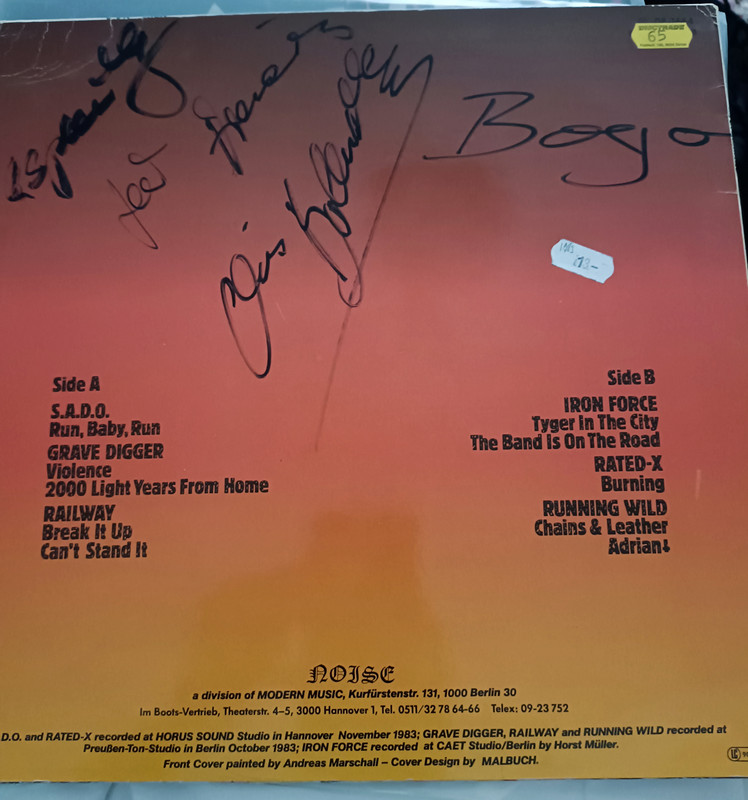 65
Bogo
Chris Boltendahl
Side A
S.A.D.O.
Run, Baby, Run
GRAVE DIGGER
Violence
2000 Light Years From Home
RAILWAY
Break It Up
Can't Stand It
Side B
IRON FORCE
Tyger In The City
The Band Is On The Road
RATED-X
Burning
RUNNING WILD
Chains & Leather
Adrian
NOISE
a division of MODERN MUSIC, Kurfürstenstr. 131, 1000 Berlin 30
Im Boots-Vertrieb, Theaterstr. 4–5, 3000 Hannover 1, Tel. 0511/32 78 64-66 Telex: 09-23 752
D.O. and RATED-X recorded at HORUS SOUND Studio in Hannover November 1983; GRAVE DIGGER, RAILWAY and RUNNING WILD recorded at
Preußen-Ton-Studio in Berlin October 1983; IRON FORCE recorded at CAET Studio/Berlin by Horst Müller.
Front Cover painted by Andreas Marschall – Cover Design by MALBUCH.
LC